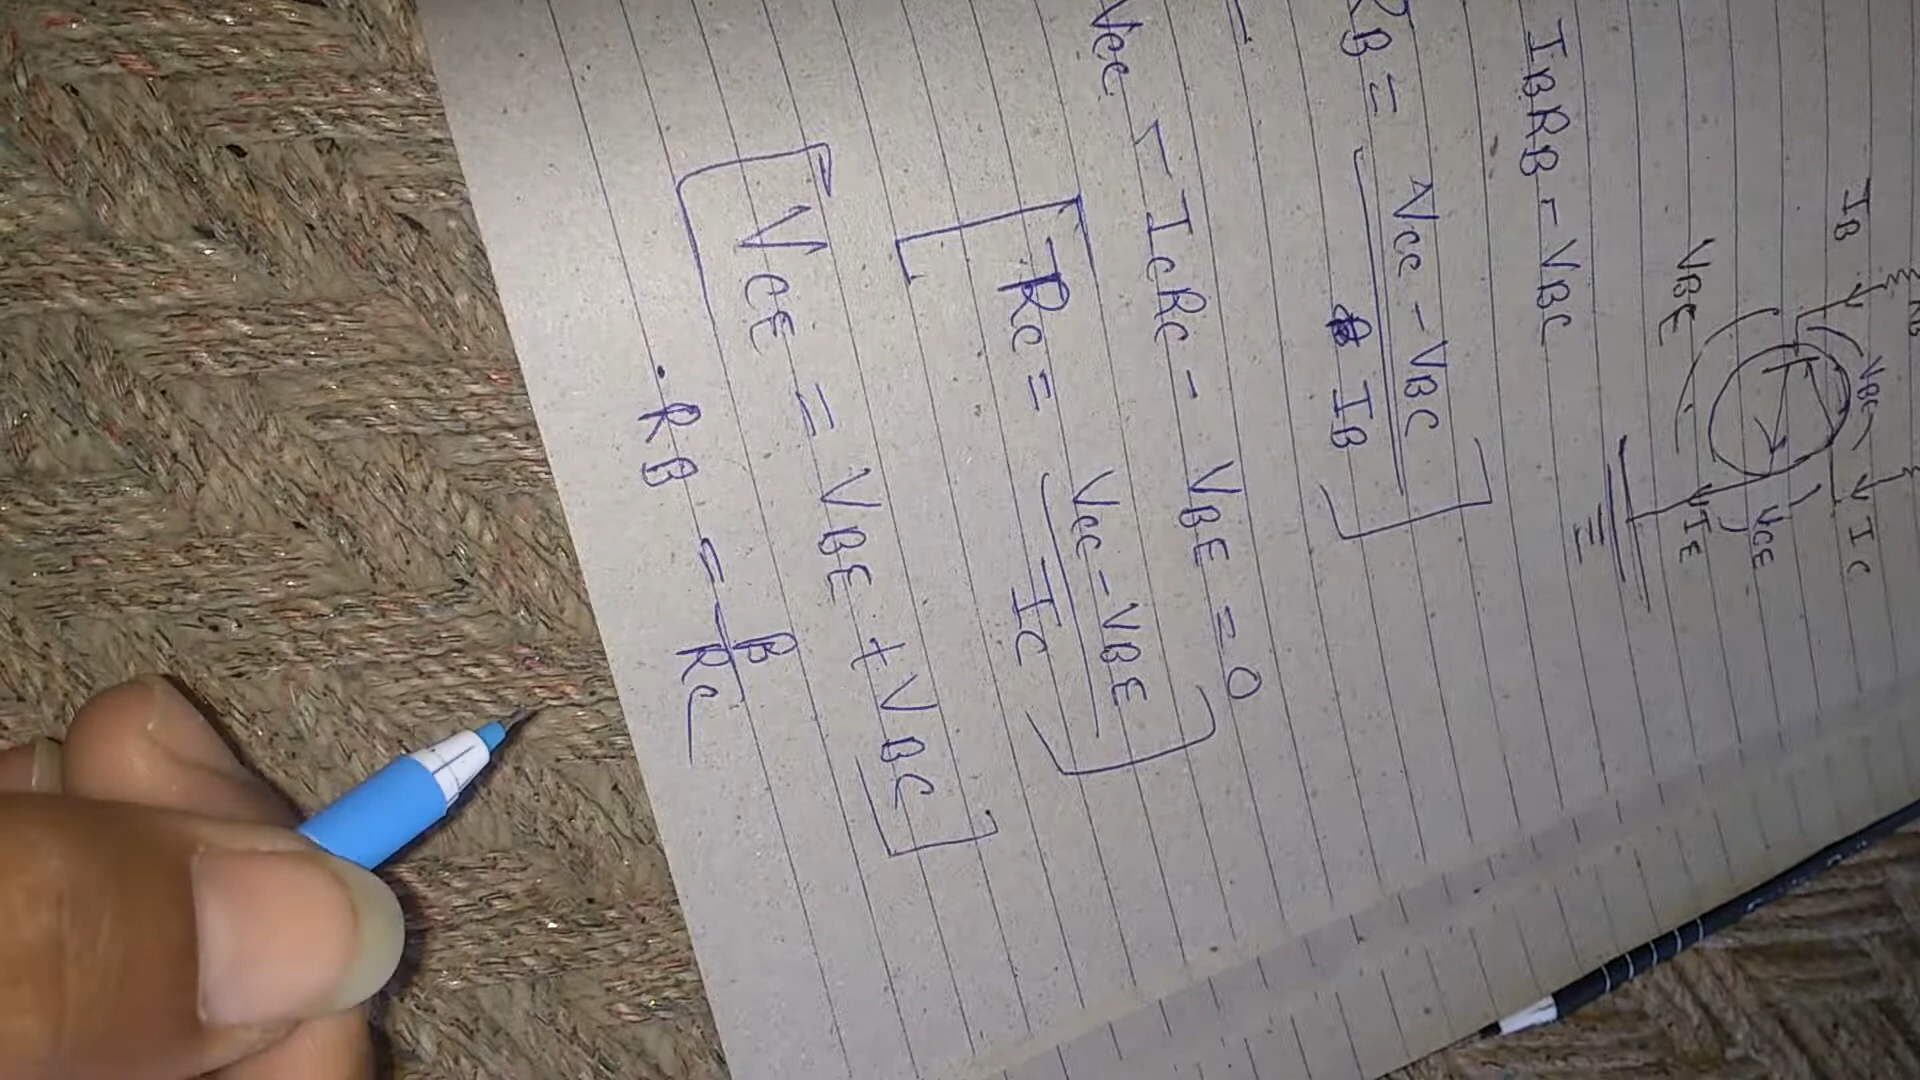 IB
RB
VBC
IC
VBE
VCE
IE
IBRB - VBC
RB = VCC - VBC / IB
VCC - ICRC - VBE = 0
RC = VCC - VBE / IC
VCE = VBE + VBC
RB = β / RC